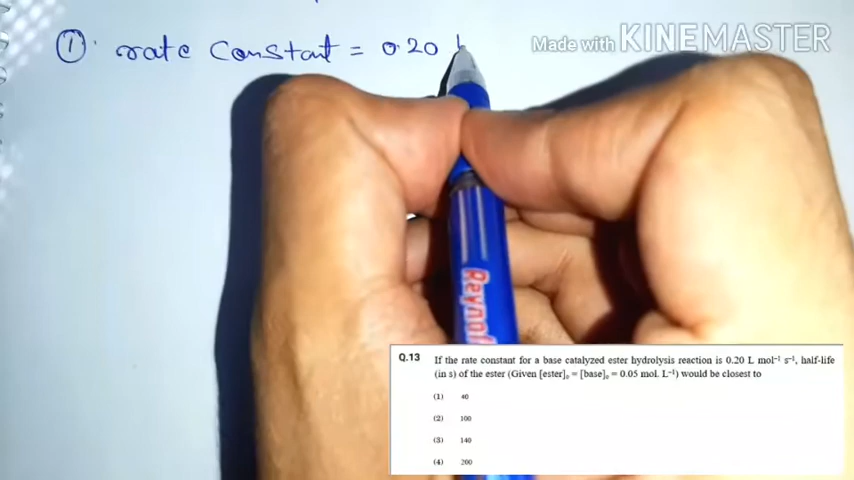 Made with KINEMASTER
① rate constant = 0.20
Reynol
Q.13 If the rate constant for a base catalyzed ester hydrolysis reaction is 0.20 L mol⁻¹ s⁻¹, half-life
(in s) of the ester (Given [ester]₀ = [base]₀ = 0.05 mol. L⁻¹) would be closest to
(1) 40
(2) 100
(3) 140
(4) 200